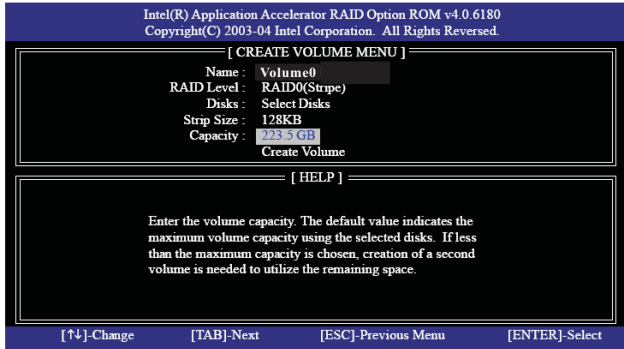 Intel(R) Application Accelerator RAID Option ROM v4.0.6180
Copyright(C) 2003-04 Intel Corporation. All Rights Reversed.
[ CREATE VOLUME MENU ]
Name : Volume0
RAID Level : RAID0(Stripe)
Disks : Select Disks
Strip Size : 128KB
Capacity : 223.5 GB
Create Volume
[ HELP ]
Enter the volume capacity. The default value indicates the
maximum volume capacity using the selected disks. If less
than the maximum capacity is chosen, creation of a second
volume is needed to utilize the remaining space.
[↑↓]-Change [TAB]-Next [ESC]-Previous Menu [ENTER]-Select